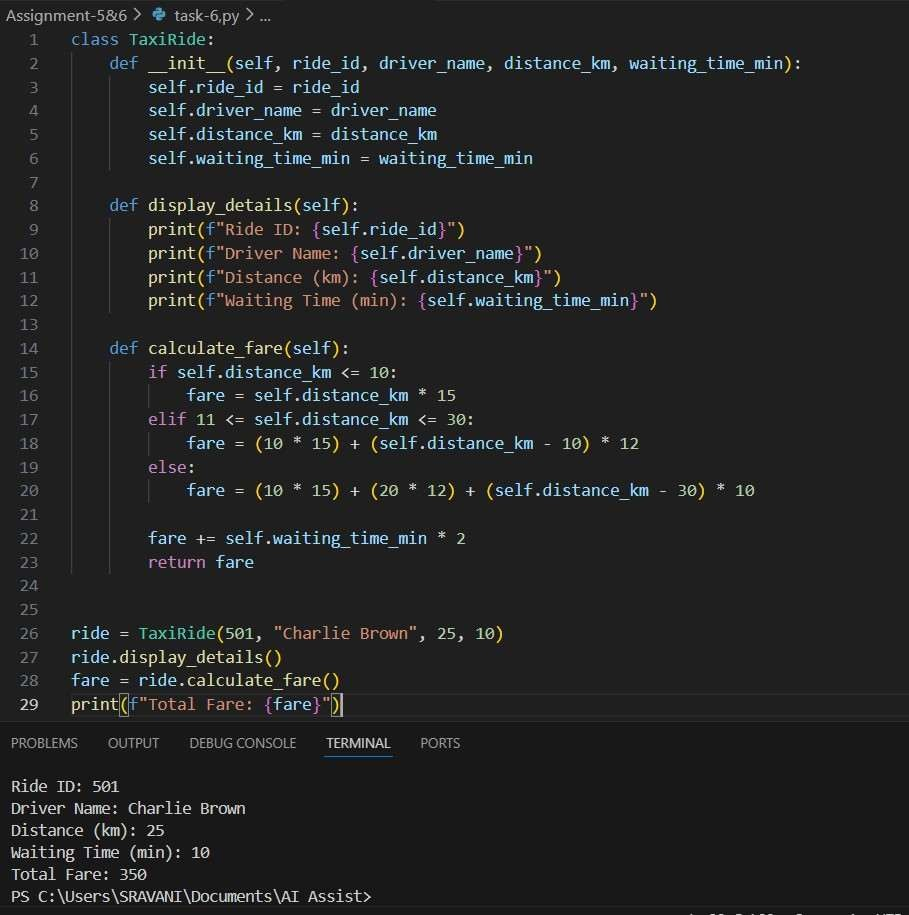 Assignment-5&6 > task-6,py > ...
1 class TaxiRide:
2     def __init__(self, ride_id, driver_name, distance_km, waiting_time_min):
3         self.ride_id = ride_id
4         self.driver_name = driver_name
5         self.distance_km = distance_km
6         self.waiting_time_min = waiting_time_min
7
8     def display_details(self):
9         print(f"Ride ID: {self.ride_id}")
10         print(f"Driver Name: {self.driver_name}")
11         print(f"Distance (km): {self.distance_km}")
12         print(f"Waiting Time (min): {self.waiting_time_min}")
13
14     def calculate_fare(self):
15         if self.distance_km <= 10:
16             fare = self.distance_km * 15
17         elif 11 <= self.distance_km <= 30:
18             fare = (10 * 15) + (self.distance_km - 10) * 12
19         else:
20             fare = (10 * 15) + (20 * 12) + (self.distance_km - 30) * 10
21
22         fare += self.waiting_time_min * 2
23         return fare
24
25
26 ride = TaxiRide(501, "Charlie Brown", 25, 10)
27 ride.display_details()
28 fare = ride.calculate_fare()
29 print(f"Total Fare: {fare}")
PROBLEMS OUTPUT DEBUG CONSOLE TERMINAL PORTS
Ride ID: 501
Driver Name: Charlie Brown
Distance (km): 25
Waiting Time (min): 10
Total Fare: 350
PS C:\Users\SRAVANI\Documents\AI Assist>